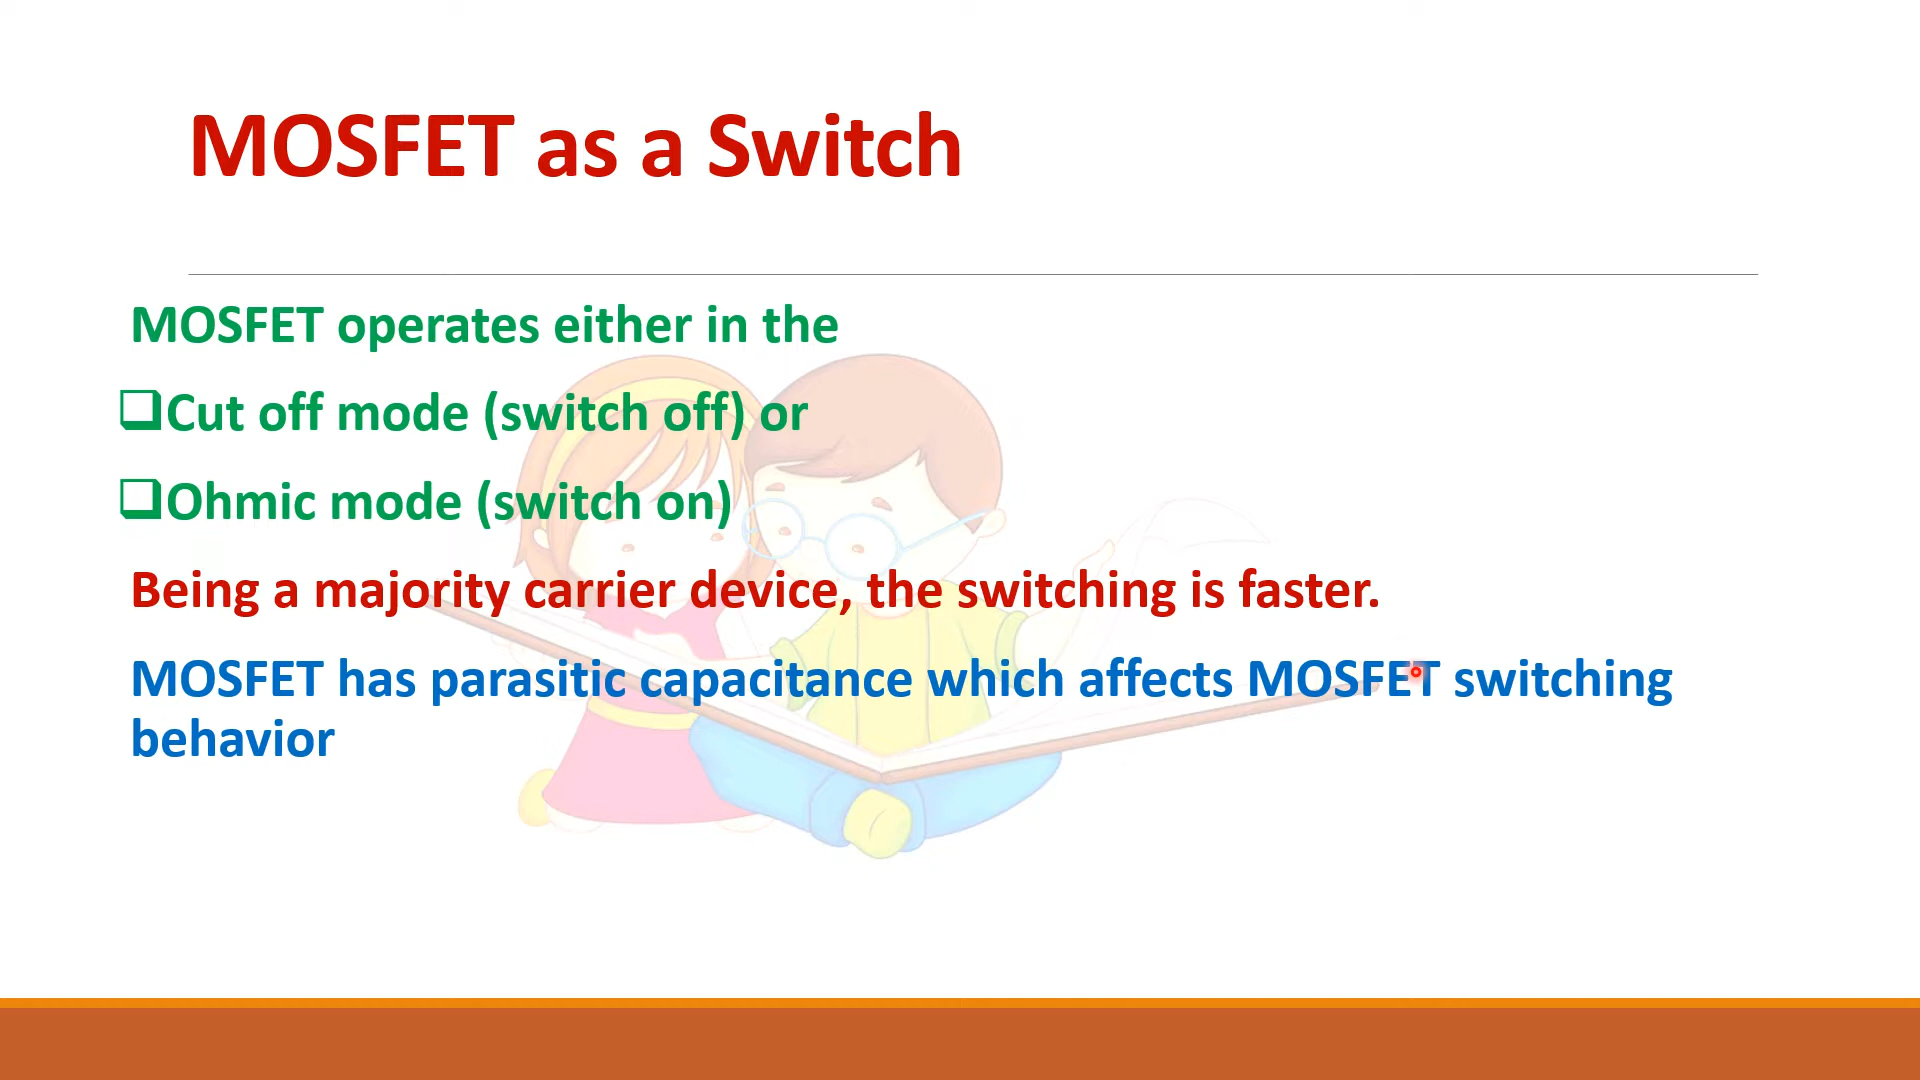 MOSFET as a Switch
MOSFET operates either in the
❑Cut off mode (switch off) or
❑Ohmic mode (switch on)
Being a majority carrier device, the switching is faster.
MOSFET has parasitic capacitance which affects MOSFET switching
behavior